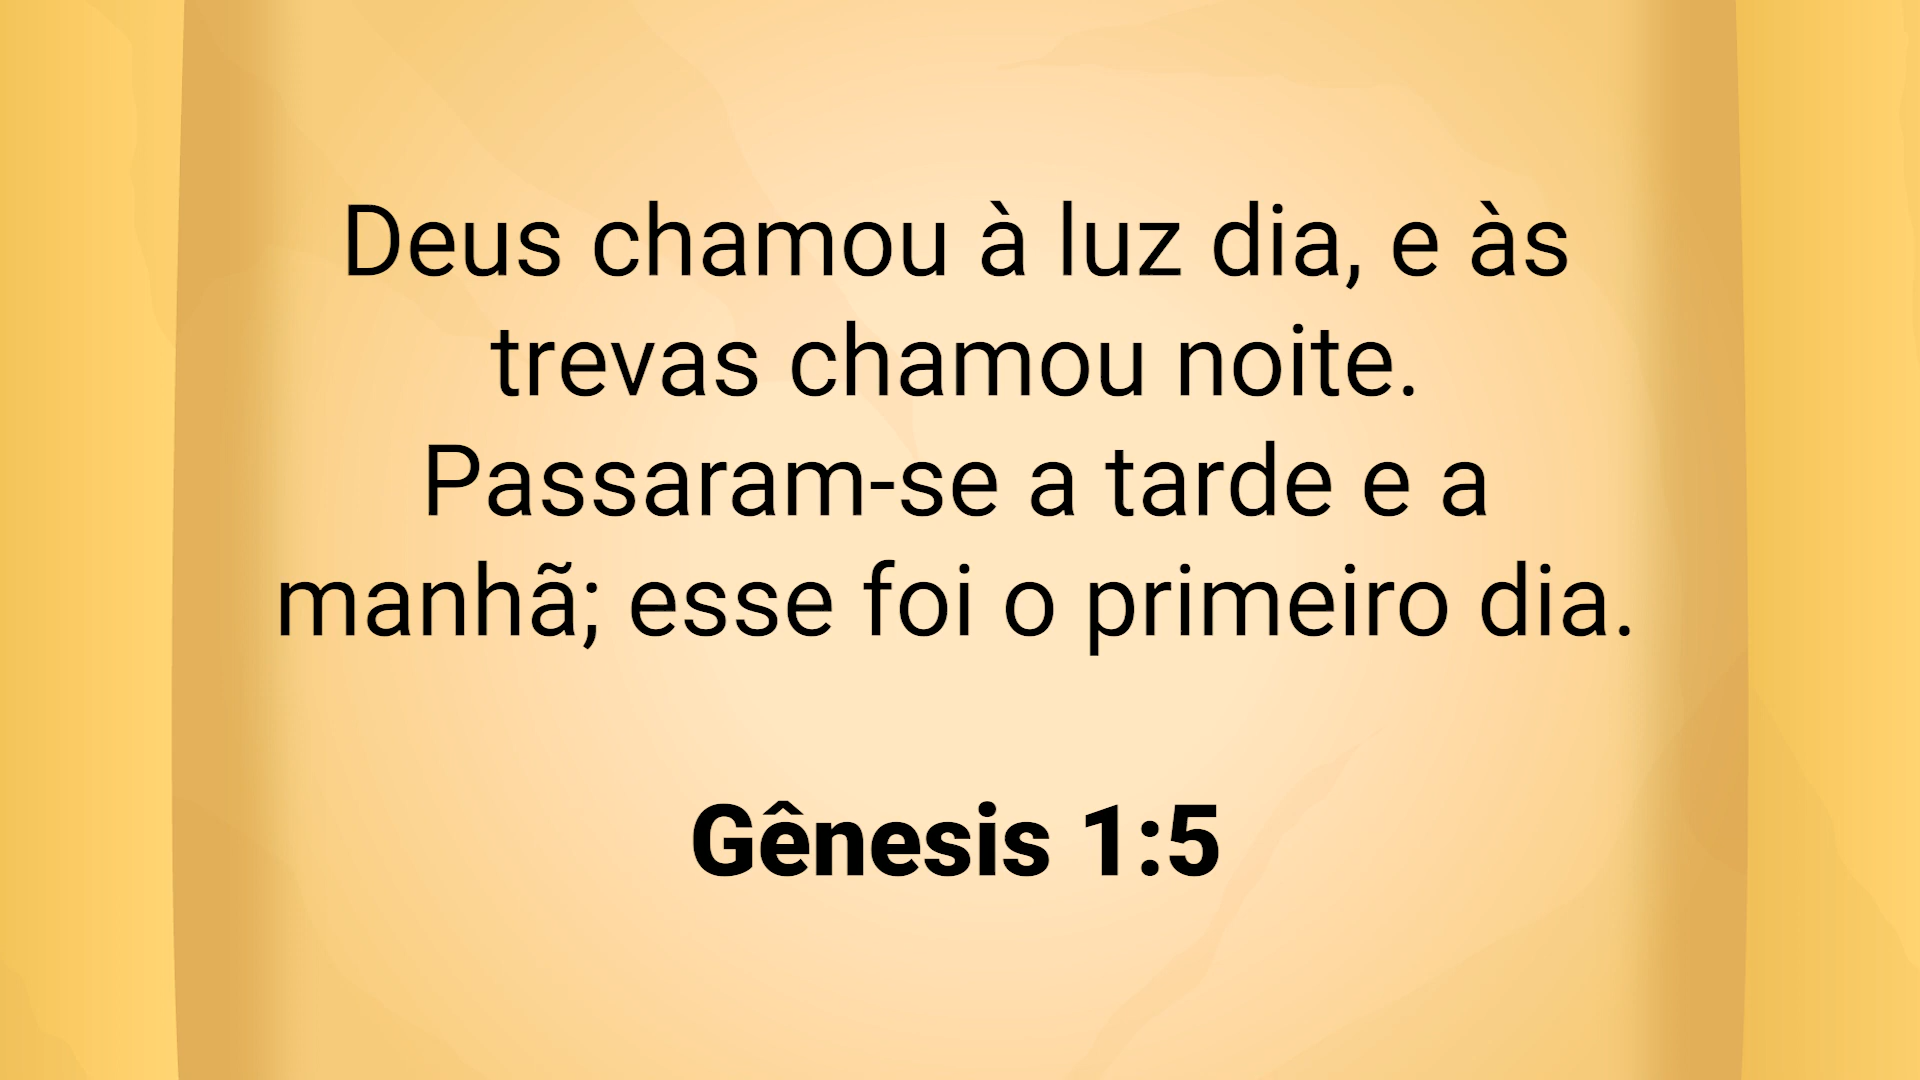 Deus chamou à luz dia, e às
trevas chamou noite.
Passaram-se a tarde e a
manhã; esse foi o primeiro dia.
Gênesis 1:5